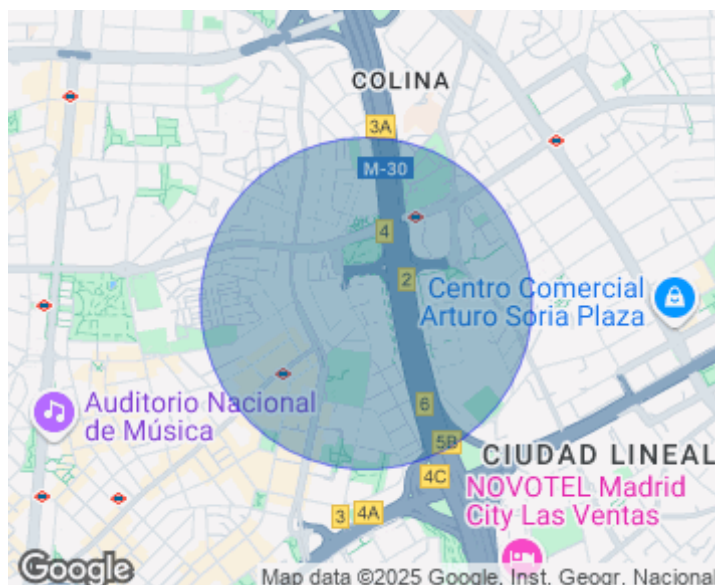 COLINA
3A
M-30
4
2
Centro Comercial
Arturo Soria Plaza
6
Auditorio Nacional
de Música
5B
CIUDAD LINEAL
4C
NOVOTEL Madrid
City Las Ventas
3
4A
Google
Map data ©2025 Google, Inst. Geogr. Nacional